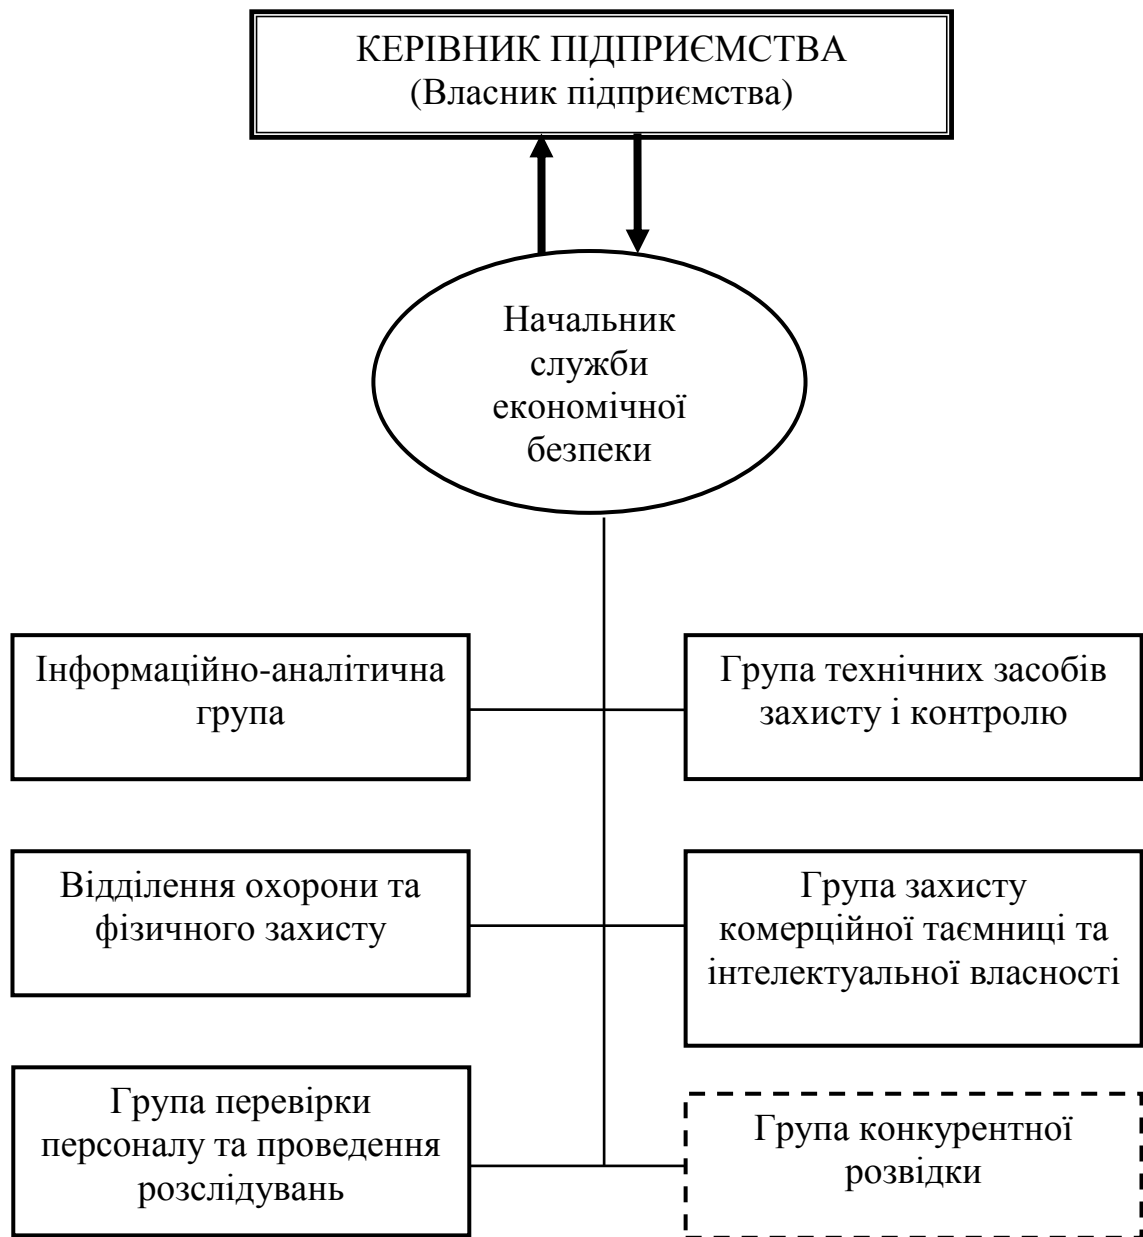 КЕРІВНИК ПІДПРИЄМСТВА
(Власник підприємства)
Начальник
служби
економічної
безпеки
Інформаційно-аналітична
група
Група технічних засобів
захисту і контролю
Відділення охорони та
фізичного захисту
Група захисту
комерційної таємниці та
інтелектуальної власності
Група перевірки
персоналу та проведення
розслідувань
Група конкурентної
розвідки